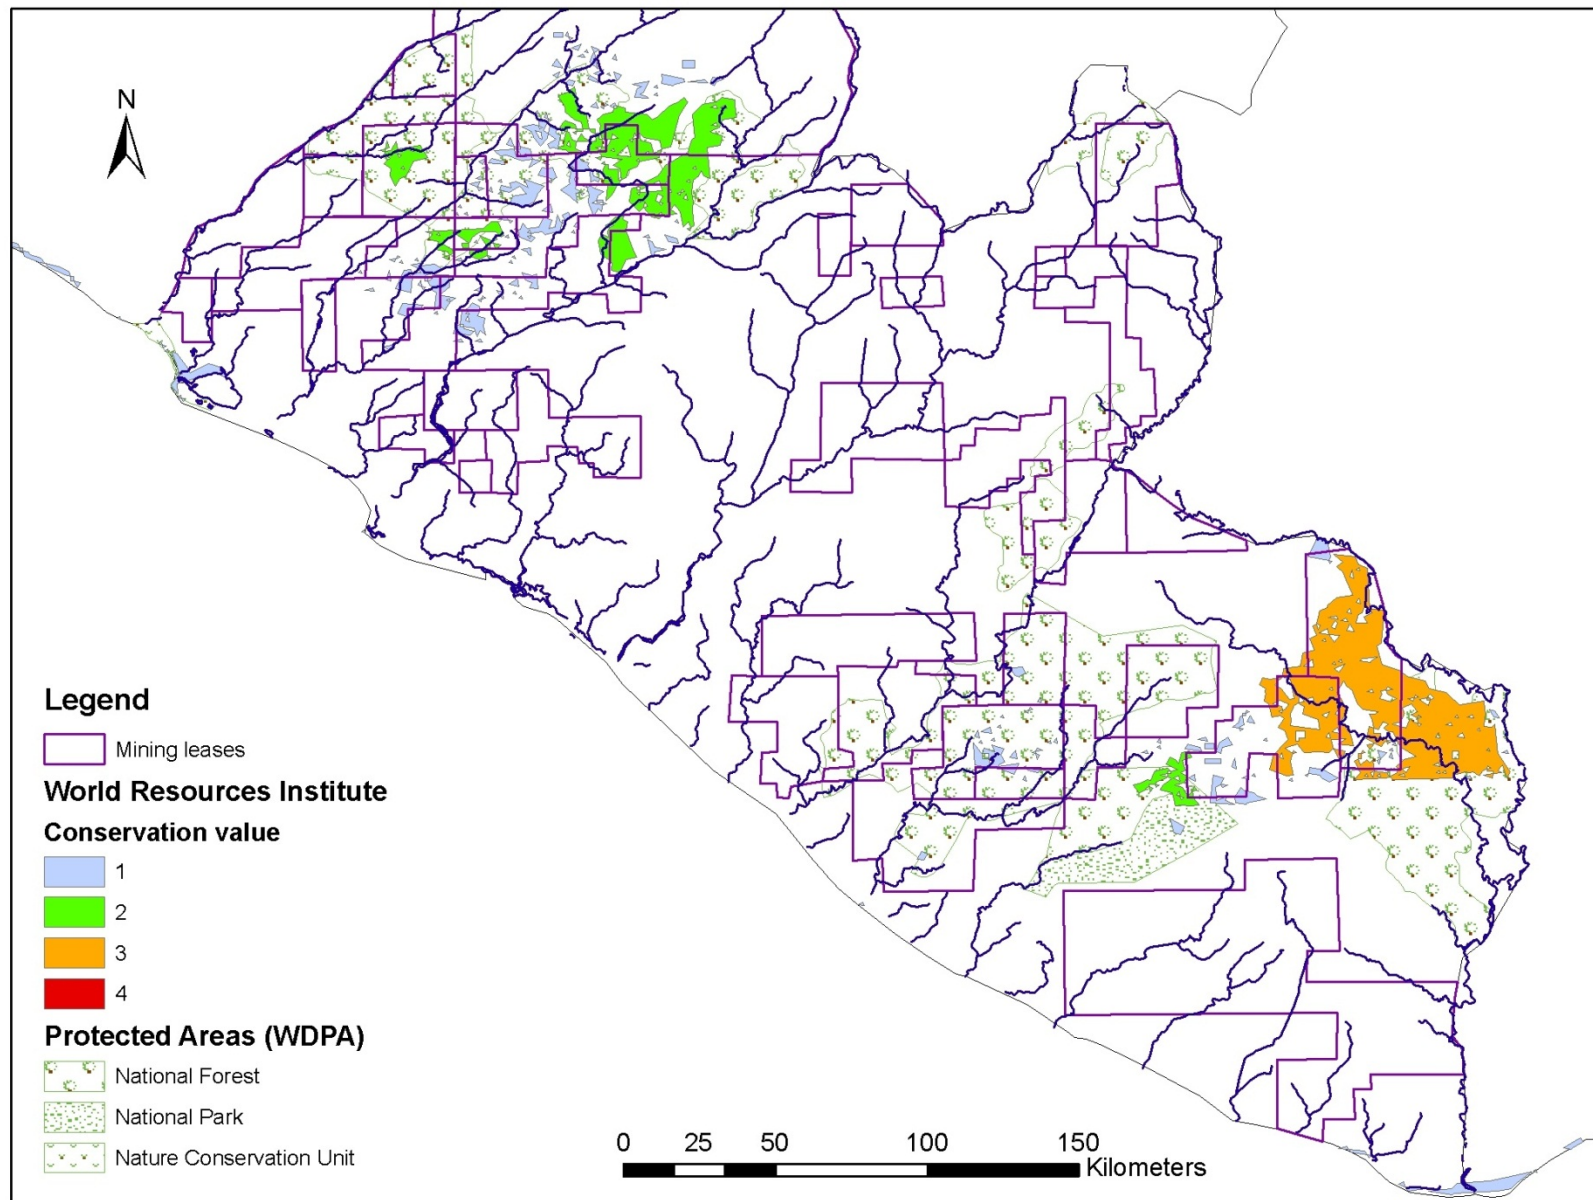 N
Legend
Mining leases
World Resources Institute
Conservation value
1
2
3
4
Protected Areas (WDPA)
National Forest
National Park
Nature Conservation Unit
0 25 50 100 150
Kilometers